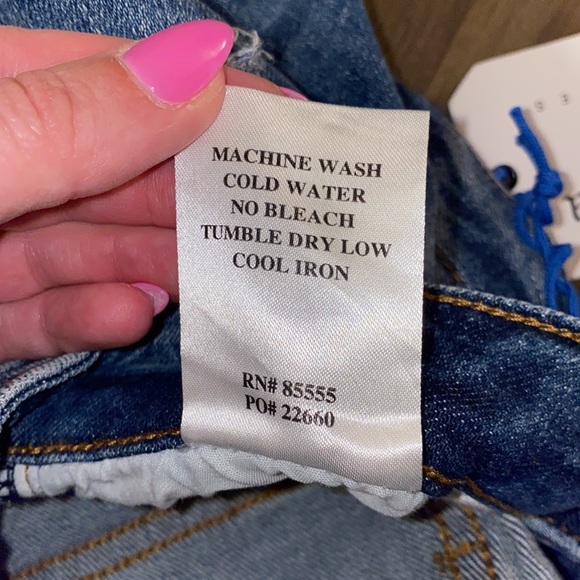 MACHINE WASH
COLD WATER
NO BLEACH
TUMBLE DRY LOW
COOL IRON
RN# 85555
PO# 22660